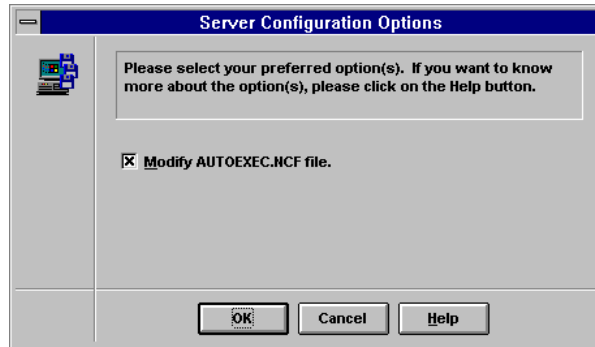 Server Configuration Options
Please select your preferred option(s). If you want to know
more about the option(s), please click on the Help button.
Modify AUTOEXEC.NCF file.
OK Cancel Help